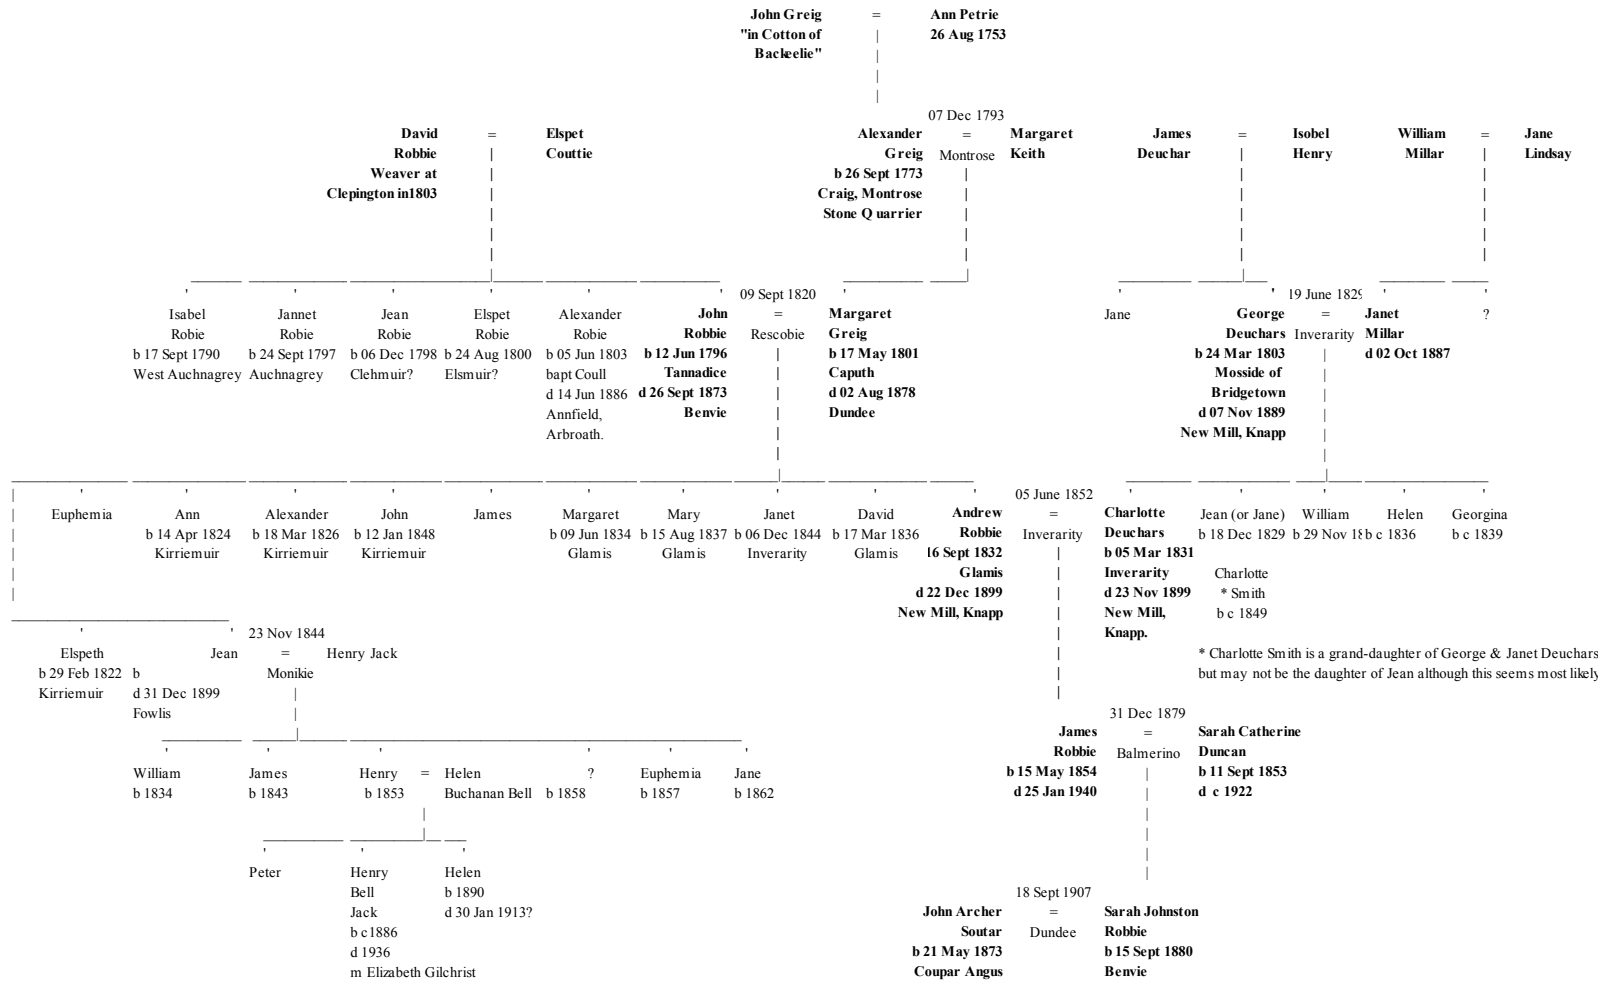 John Greig = Ann Petrie
"in Cotton of 26 Aug 1753
Backeelie"
07 Dec 1793
David = Elspet Alexander = Margaret James = Isobel William = Jane
Robbie Couttie Greig Montrose Keith Deuchar Henry Millar Lindsay
Weaver at b 26 Sept 1773
Clepington in1803 Craig, Montrose
Stone Quarrier
09 Sept 1820 19 June 1829
Isabel Jannet Jean Elspet Alexander John = Margaret Jane George = Janet ?
Robie Robie Robie Robie Robie Robbie Rescobie Greig Deuchars Inverarity Millar
b 17 Sept 1790 b 24 Sept 1797 b 06 Dec 1798 b 24 Aug 1800 b 05 Jun 1803 b 12 Jun 1796 b 17 May 1801 b 24 Mar 1803 d 02 Oct 1887
West Auchnagrey Auchnagrey Clehmuir? Elsmuir? bapt Coull Tannadice Caputh Mosside of
d 14 Jun 1886 d 26 Sept 1873 d 02 Aug 1878 Bridgetown
Annfield, Benvie Dundee d 07 Nov 1889
Arbroath. New Mill, Knapp
05 June 1852
Euphemia Ann Alexander John James Margaret Mary Janet David Andrew = Charlotte Jean (or Jane) William Helen Georgina
b 14 Apr 1824 b 18 Mar 1826 b 12 Jan 1848 b 09 Jun 1834 b 15 Aug 1837 b 06 Dec 1844 b 17 Mar 1836 Robbie Inverarity Deuchars b 18 Dec 1829 b 29 Nov 18 b c 1836 b c 1839
Kirriemuir Kirriemuir Kirriemuir Glamis Glamis Inverarity Glamis 16 Sept 1832 b 05 Mar 1831
Glamis Inverarity Charlotte
d 22 Dec 1899 d 23 Nov 1899 * Smith
New Mill, Knapp New Mill, b c 1849
23 Nov 1844 Knapp.
Elspeth Jean = Henry Jack * Charlotte Smith is a grand-daughter of George & Janet Deuchars
b 29 Feb 1822 b Monikie but may not be the daughter of Jean although this seems most likely
Kirriemuir d 31 Dec 1899
Fowlis 31 Dec 1879
James = Sarah Catherine
Robbie Balmerino Duncan
William James Henry = Helen ? Euphemia Jane b 15 May 1854 b 11 Sept 1853
b 1834 b 1843 b 1853 Buchanan Bell b 1858 b 1857 b 1862 d 25 Jan 1940 d c 1922
Peter Henry Helen
Bell b 1890 18 Sept 1907
Jack d 30 Jan 1913? John Archer = Sarah Johnston
b c1886 Soutar Dundee Robbie
d 1936 b 21 May 1873 b 15 Sept 1880
m Elizabeth Gilchrist Coupar Angus Benvie